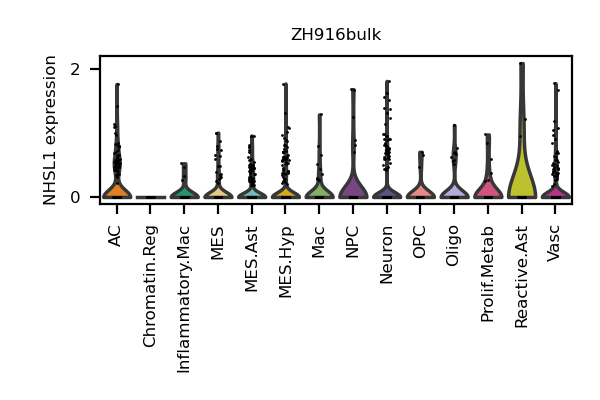 ZH916bulk
NHSL1 expression
2
0
AC
Chromatin.Reg
Inflammatory.Mac
MES
MES.Ast
MES.Hyp
Mac
NPC
Neuron
OPC
Oligo
Prolif.Metab
Reactive.Ast
Vasc